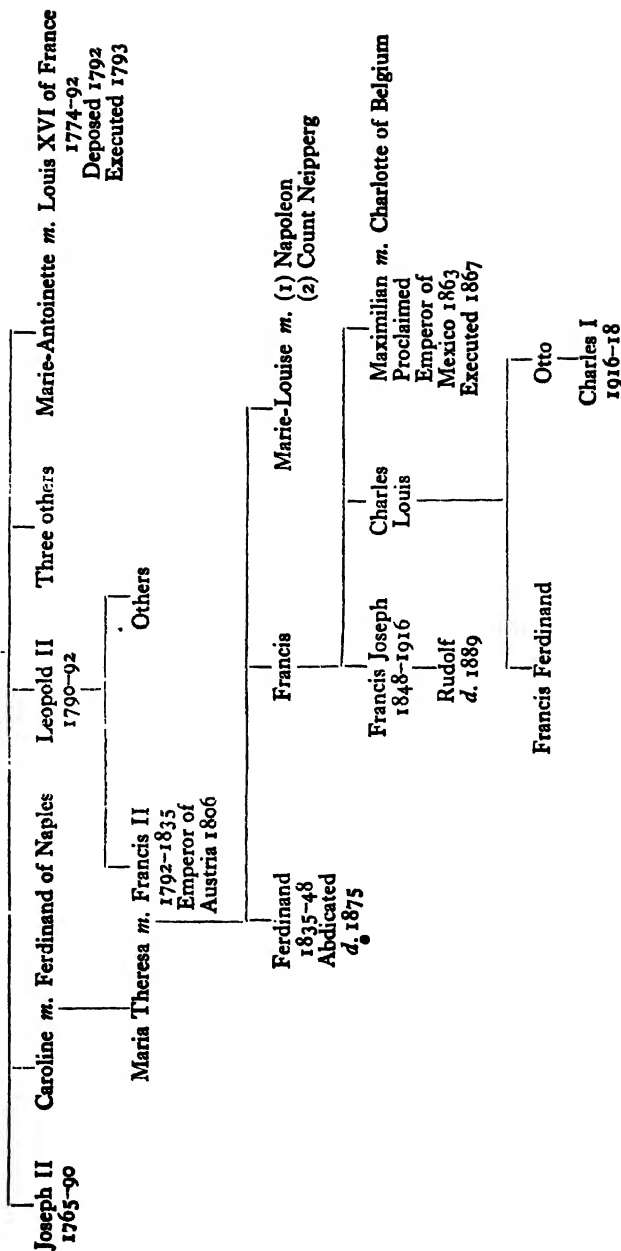 Joseph II
1765-90
Caroline m. Ferdinand of Naples
Leopold II
1790-92
Three others
Marie-Antoinette m. Louis XVI of France
1774-92
Deposed 1792
Executed 1793
Maria Theresa m. Francis II
1792-1835
Emperor of
Austria 1806
Others
Ferdinand
1835-48
Abdicated
d. 1875
Francis
Marie-Louise m. (1) Napoleon
(2) Count Neipperg
Francis Joseph
1848-1916
Rudolf
d. 1889
Charles
Louis
Maximilian m. Charlotte of Belgium
Proclaimed
Emperor of
Mexico 1863
Executed 1867
Francis Ferdinand
Otto
Charles I
1916-18